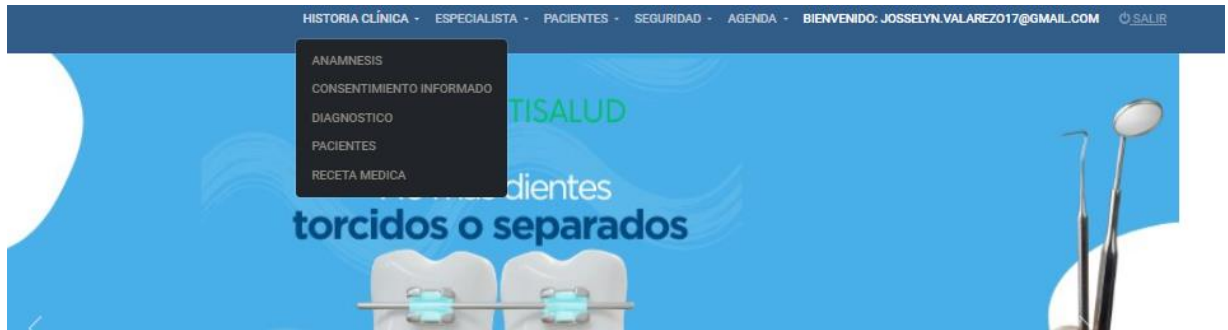 HISTORIA CLÍNICA - ESPECIALISTA - PACIENTES - SEGURIDAD - AGENDA - BIENVENIDO: JOSSELYN.VALAREZO17@GMAIL.COM SALIR
ANAMNESIS
CONSENTIMIENTO INFORMADO
DIAGNOSTICO
PACIENTES
RECETA MEDICA
TISALUD
dientes
torcidos o separados